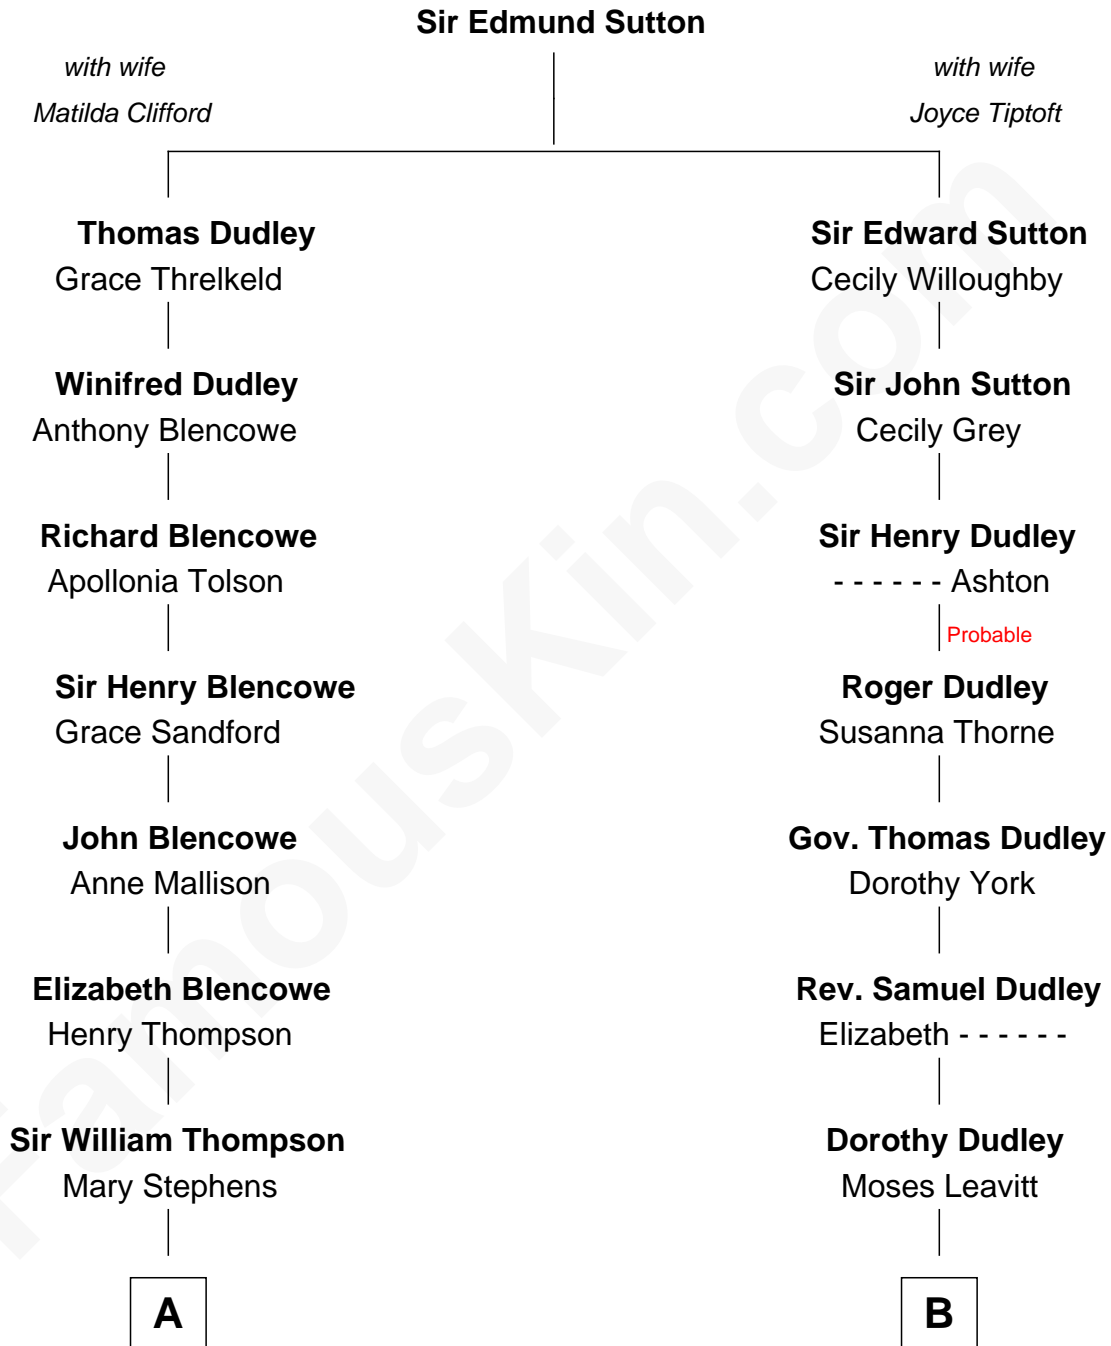 Sir Edmund Sutton
with wife
Matilda Clifford
with wife
Joyce Tiptoft
Thomas Dudley
Grace Threlkeld
Winifred Dudley
Anthony Blencowe
Richard Blencowe
Apollonia Tolson
Sir Henry Blencowe
Grace Sandford
John Blencowe
Anne Mallison
Elizabeth Blencowe
Henry Thompson
Sir William Thompson
Mary Stephens
A
Sir Edward Sutton
Cecily Willoughby
Sir John Sutton
Cecily Grey
Sir Henry Dudley
- - - - - - Ashton
Probable
Roger Dudley
Susanna Thorne
Gov. Thomas Dudley
Dorothy York
Rev. Samuel Dudley
Elizabeth - - - - - -
Dorothy Dudley
Moses Leavitt
B
FamousKin.com